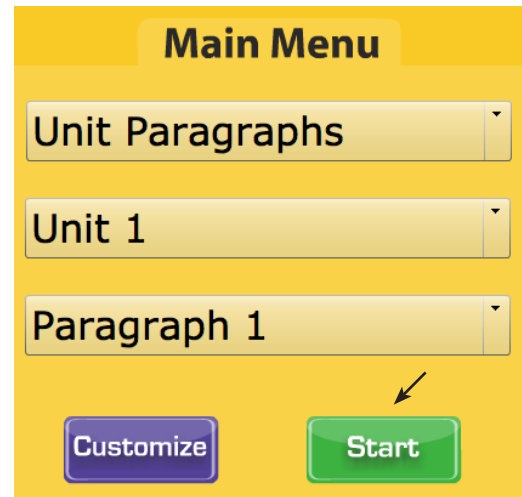 Main Menu
Unit Paragraphs
Unit 1
Paragraph 1
Customize Start